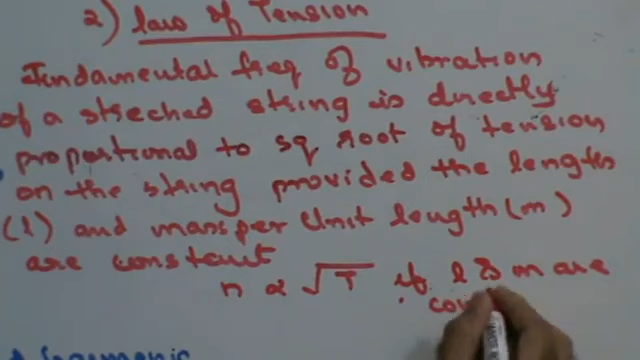 2) Law of Tension
Fundamental freq of vibration
of a streched string is directly
proportional to sq root of tension
on the string provided the length
(l) and mass per Unit length (m)
are constant
n ∝ √T if l & m are
con
Harmonic